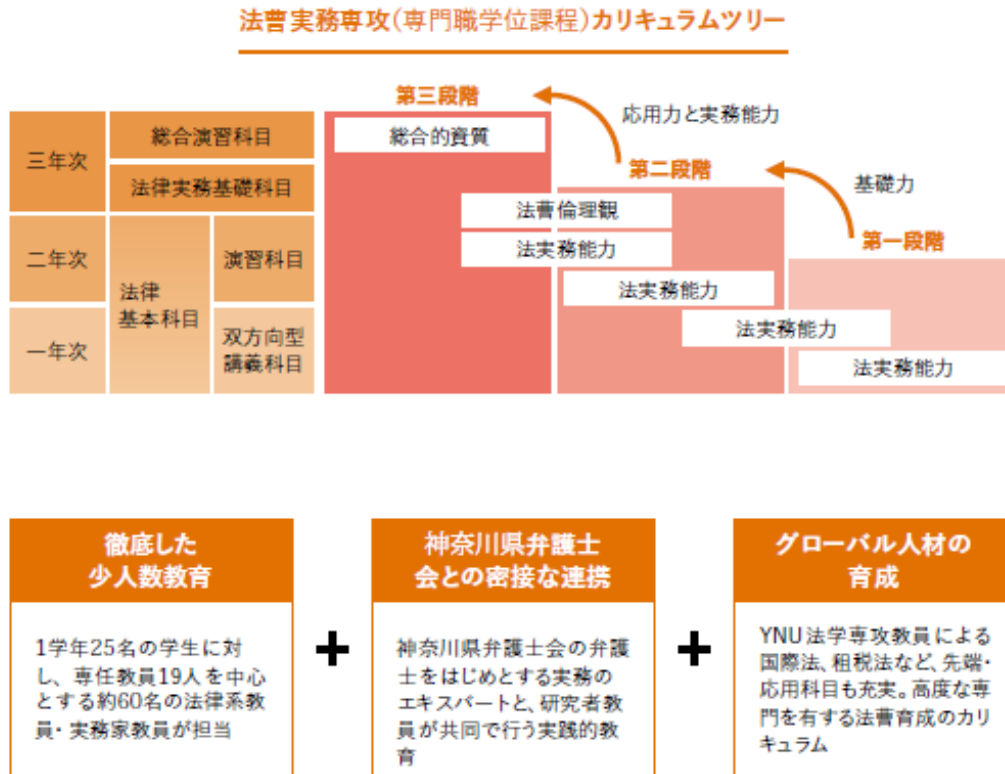 法曹実務専攻(専門職学位課程)カリキュラムツリー
第三段階
応用力と実務能力
第二段階
基礎力
第一段階
三年次
総合演習科目
法律実務基礎科目
二年次
一年次
法律
基本科目
演習科目
双方向型
講義科目
総合的資質
法曹倫理観
法実務能力
法実務能力
法実務能力
法実務能力
徹底した
少人数教育
1学年25名の学生に対
し、専任教員19人を中心
とする約60名の法律系教
員・実務家教員が担当
+
神奈川県弁護士
会との密接な連携
神奈川県弁護士会の弁護
士をはじめとする実務の
エキスパートと、研究者教
員が共同で行う実践的教
育
+
グローバル人材の
育成
YNU法学専攻教員による
国際法、租税法など、先端・
応用科目も充実。高度な専
門を有する法曹育成のカリ
キュラム